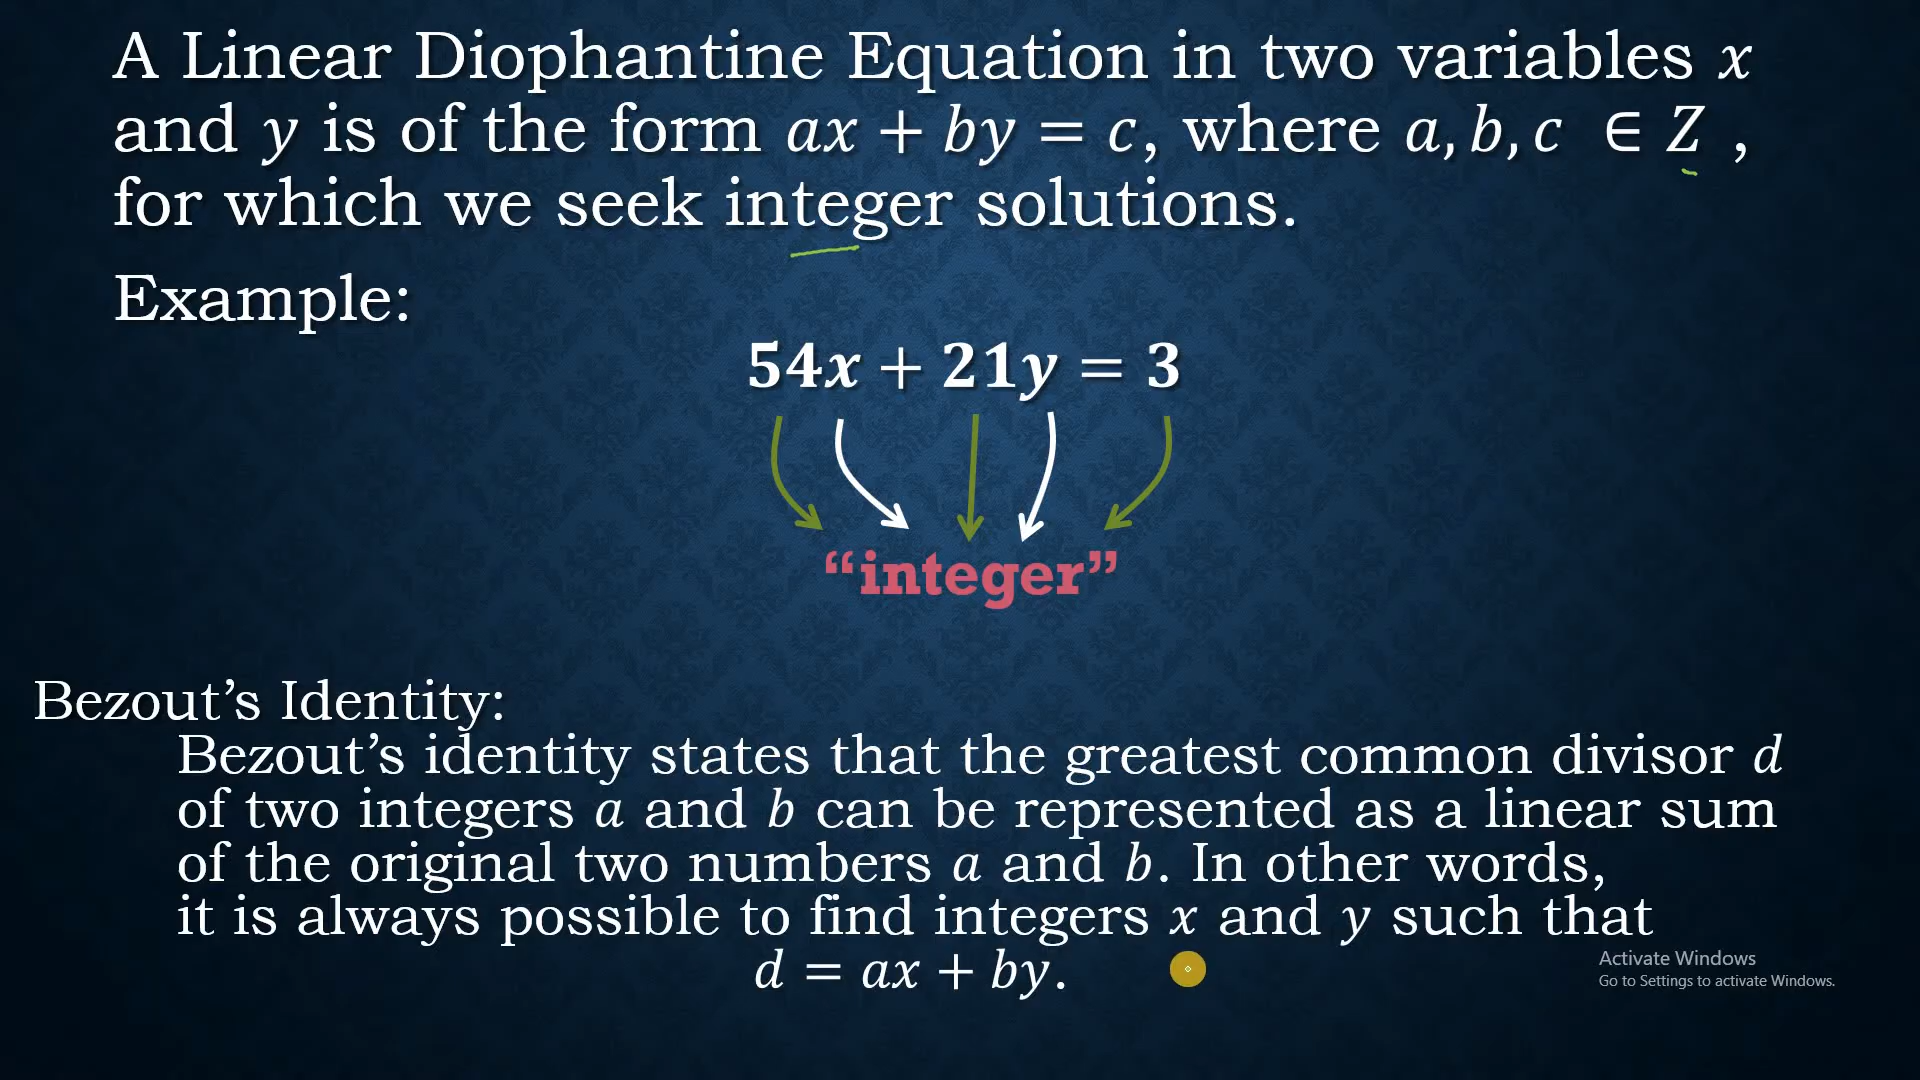 A Linear Diophantine Equation in two variables x
and y is of the form ax + by = c, where a, b, c ∈ Z ,
for which we seek integer solutions.
Example:
54x + 21y = 3
“integer”
Bezout’s Identity:
Bezout’s identity states that the greatest common divisor d
of two integers a and b can be represented as a linear sum
of the original two numbers a and b. In other words,
it is always possible to find integers x and y such that
d = ax + by.
Activate Windows
Go to Settings to activate Windows.